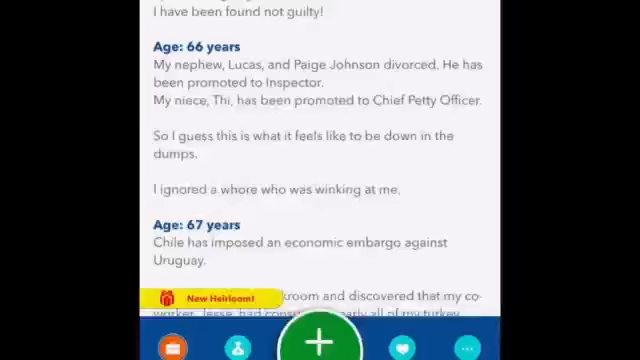 I have been found not guilty!
Age: 66 years
My nephew, Lucas, and Paige Johnson divorced. He has
been promoted to Inspector.
My niece, Thi, has been promoted to Chief Petty Officer.
So I guess this is what it feels like to be down in the
dumps.
I ignored a whore who was winking at me.
Age: 67 years
Chile has imposed an economic embargo against
Uruguay.
New Heirloom!
kroom and discovered that my co-
worker, Jesse, had my turkey